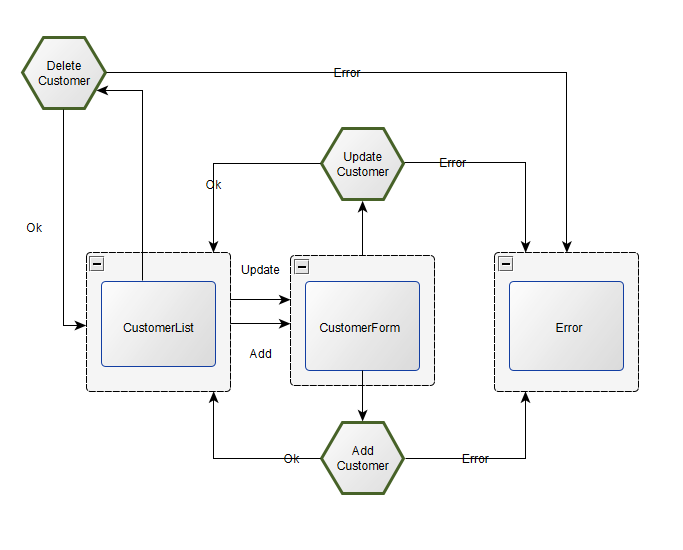 Delete
Customer
Error
Update
Customer
Error
Ok
Ok
Update
CustomerList
CustomerForm
Error
Add
Add
Customer
Ok
Error